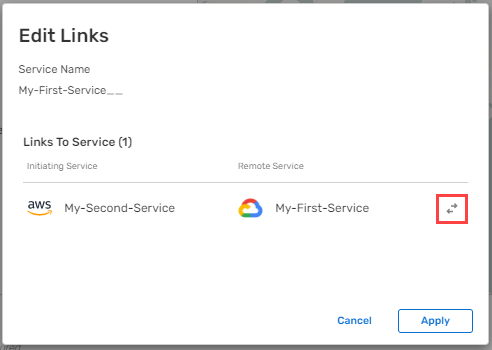 Edit Links
Service Name
My-First-Service__
Links To Service (1)
Initiating Service Remote Service
aws My-Second-Service My-First-Service
Cancel Apply